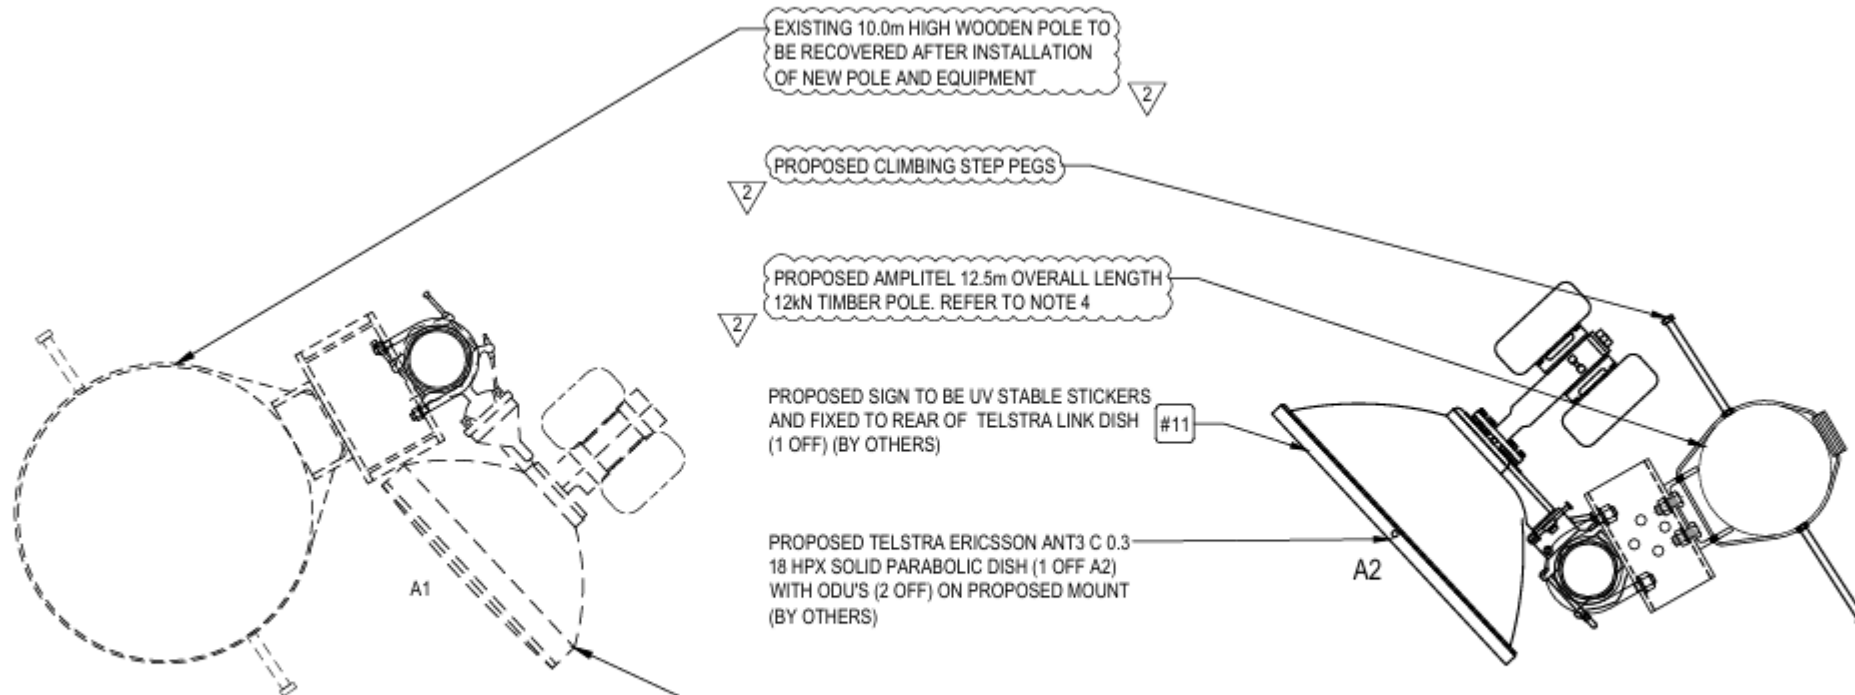 EXISTING 10.0m HIGH WOODEN POLE TO
BE RECOVERED AFTER INSTALLATION
OF NEW POLE AND EQUIPMENT
2
PROPOSED CLIMBING STEP PEGS
2
PROPOSED AMPLITEL 12.5m OVERALL LENGTH
12kN TIMBER POLE. REFER TO NOTE 4
2
PROPOSED SIGN TO BE UV STABLE STICKERS
AND FIXED TO REAR OF TELSTRA LINK DISH
(1 OFF) (BY OTHERS)
#11
PROPOSED TELSTRA ERICSSON ANT3 C 0.3
18 HPX SOLID PARABOLIC DISH (1 OFF A2)
WITH ODU'S (2 OFF) ON PROPOSED MOUNT
(BY OTHERS)
A1
A2